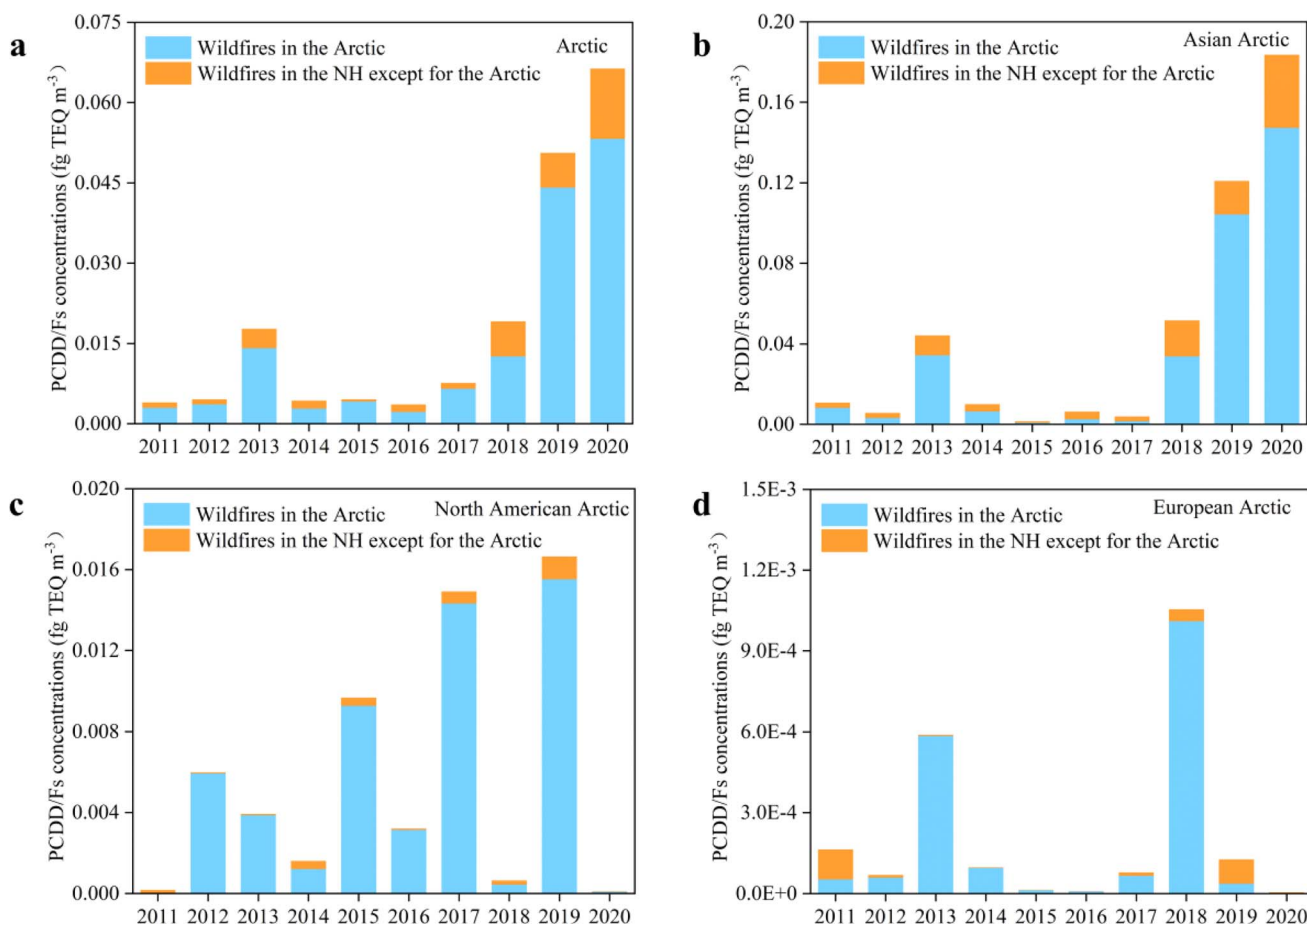 a
Arctic
Wildfires in the Arctic
Wildfires in the NH except for the Arctic
PCDD/Fs concentrations (fg TEQ m⁻³)
0.075
0.060
0.045
0.030
0.015
0.000
2011 2012 2013 2014 2015 2016 2017 2018 2019 2020
b
Asian Arctic
Wildfires in the Arctic
Wildfires in the NH except for the Arctic
PCDD/Fs concentrations (fg TEQ m⁻³)
0.20
0.16
0.12
0.08
0.04
0.00
2011 2012 2013 2014 2015 2016 2017 2018 2019 2020
c
North American Arctic
Wildfires in the Arctic
Wildfires in the NH except for the Arctic
PCDD/Fs concentrations (fg TEQ m⁻³)
0.020
0.016
0.012
0.008
0.004
0.000
2011 2012 2013 2014 2015 2016 2017 2018 2019 2020
d
European Arctic
Wildfires in the Arctic
Wildfires in the NH except for the Arctic
PCDD/Fs concentrations (fg TEQ m⁻³)
1.5E-3
1.2E-3
9.0E-4
6.0E-4
3.0E-4
0.0E+0
2011 2012 2013 2014 2015 2016 2017 2018 2019 2020